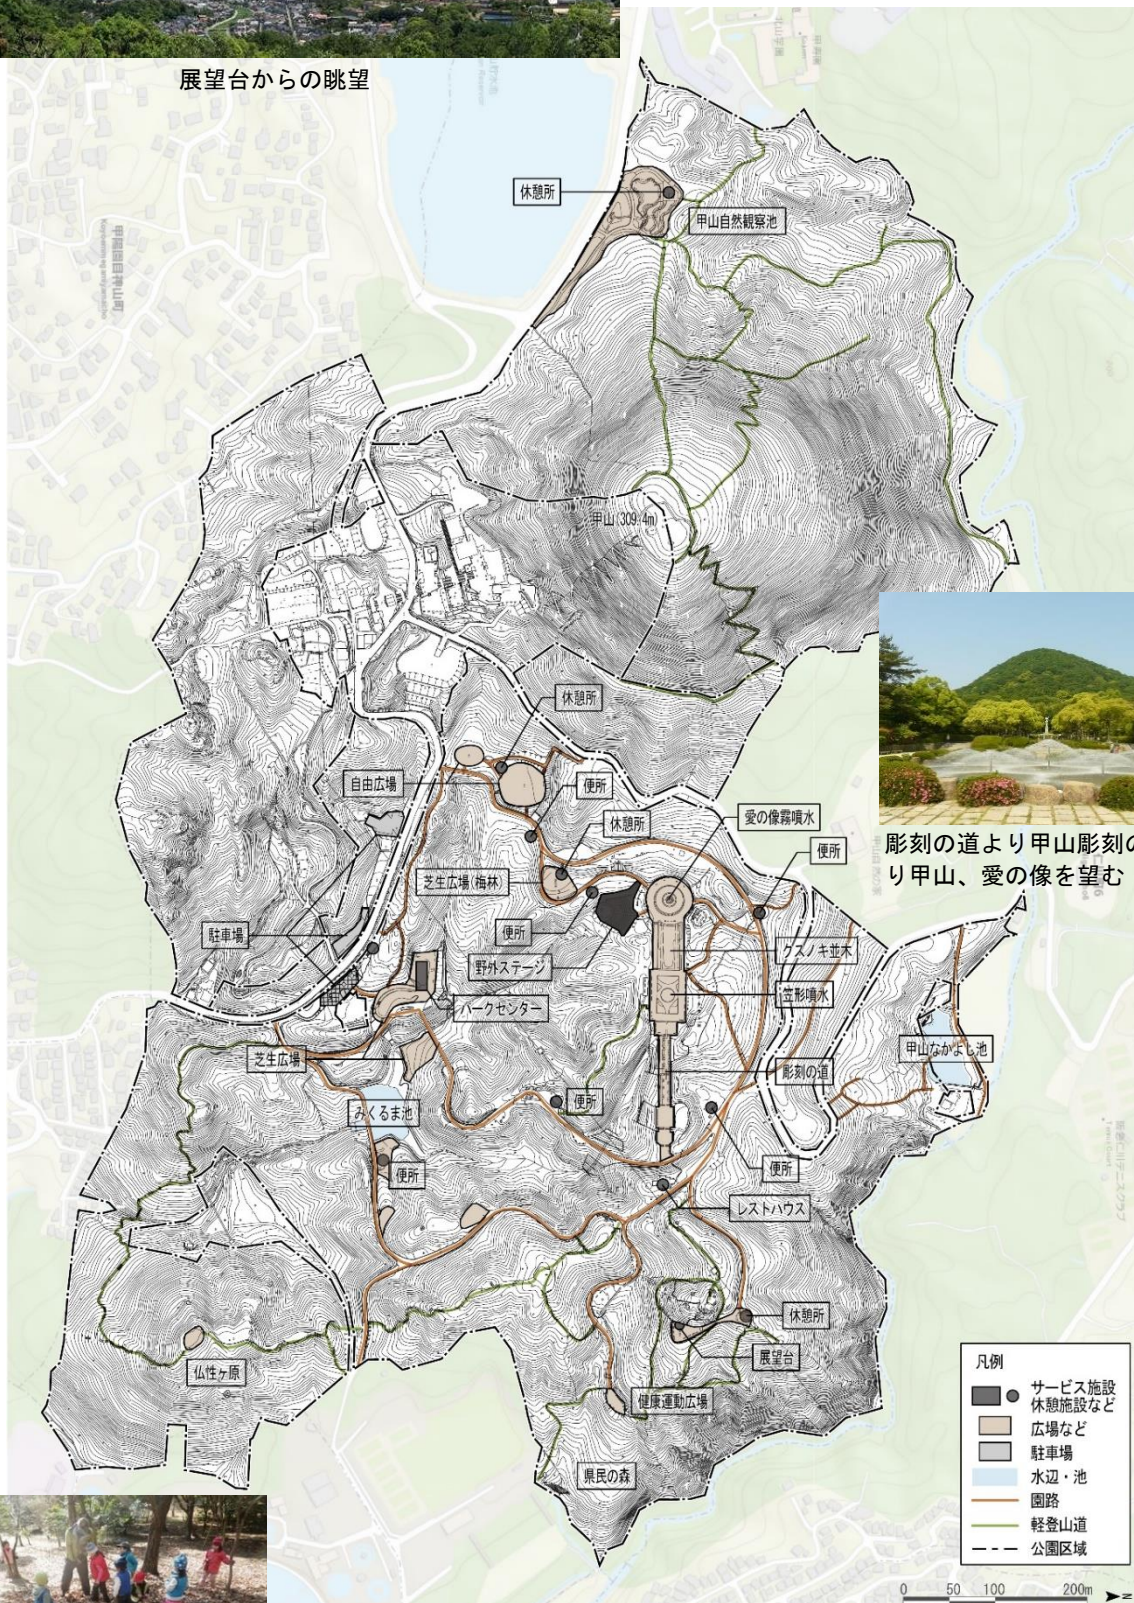 展望台からの眺望
休憩所
甲山自然観察池
甲山(309.4m)
休憩所
自由広場
便所
愛の像霧噴水
休憩所
便所
彫刻の道より甲山彫刻の
り甲山、愛の像を望む
芝生広場(梅林)
駐車場
便所
クスノキ並木
野外ステージ
笠形噴水
パークセンター
甲山なかよし池
芝生広場
彫刻の道
みくるま池
便所
便所
便所
レストハウス
休憩所
展望台
仏性ヶ原
健康運動広場
県民の森
凡例
サービス施設
休憩施設など
広場など
駐車場
水辺・池
園路
軽登山道
公園区域
0 50 100 200m
N